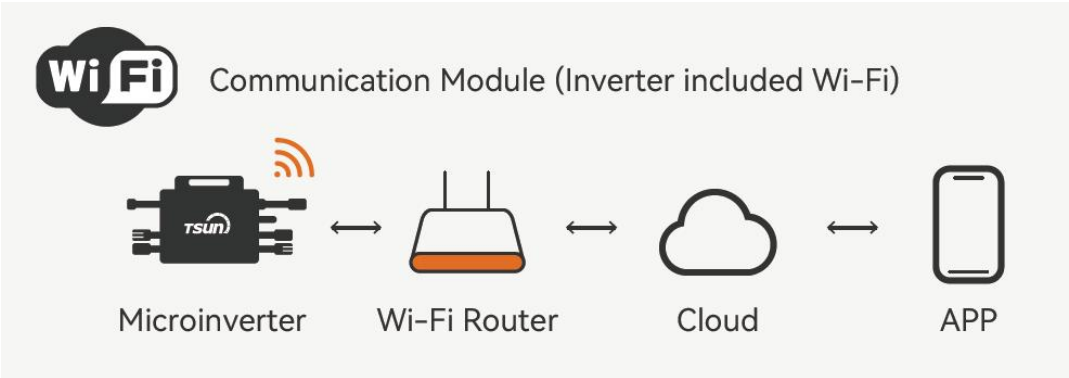 Wi Fi
Communication Module (Inverter included Wi-Fi)
TSUN
Microinverter
Wi-Fi Router
Cloud
APP